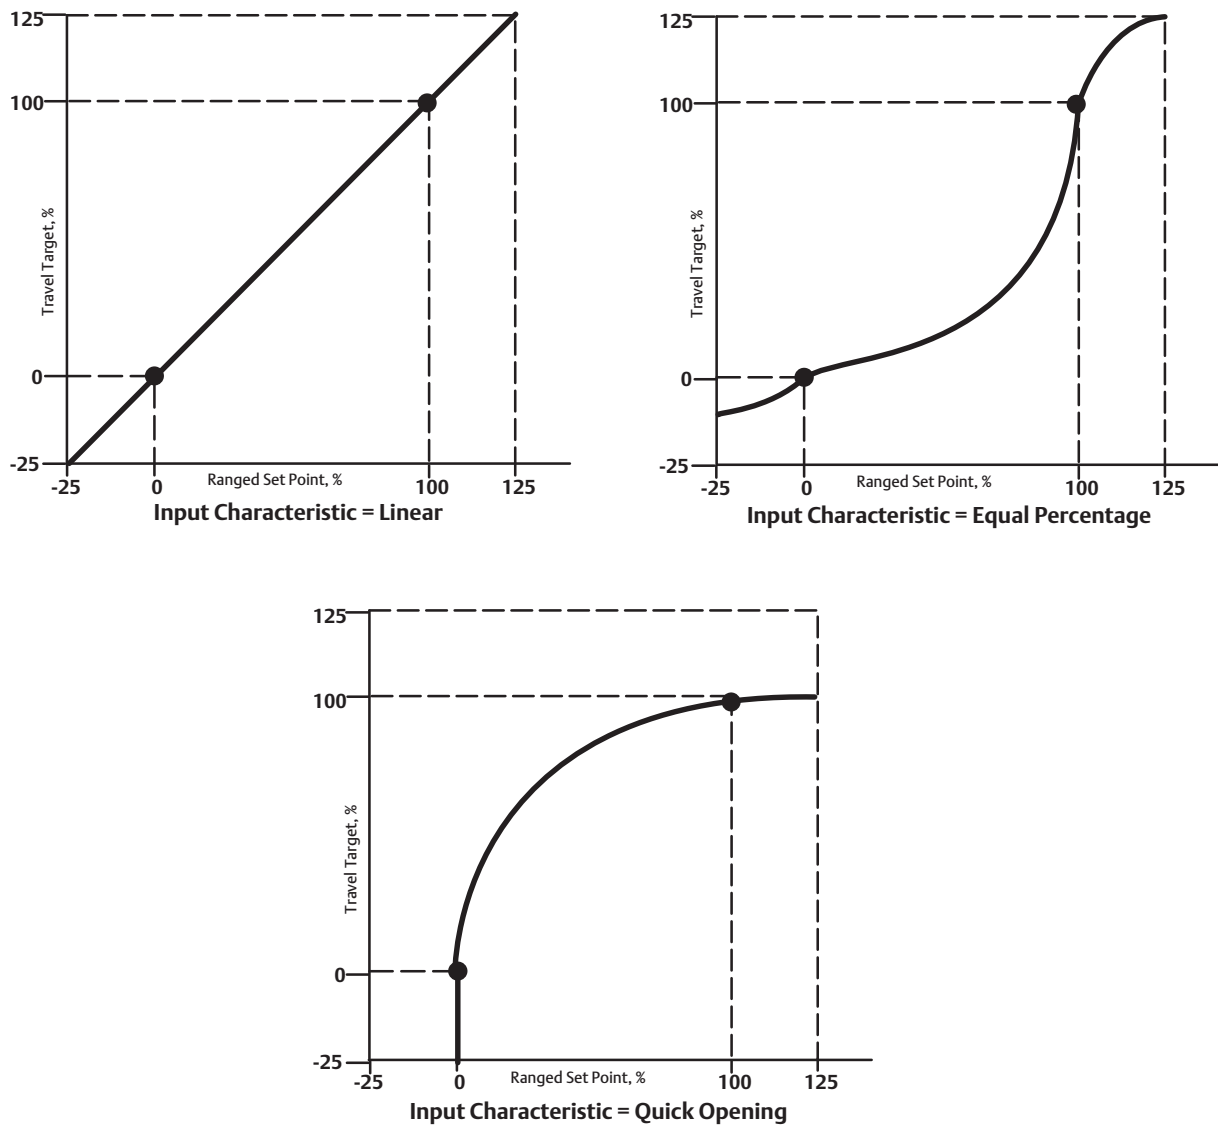 125
100
Travel Target, %
0
-25
-25
0
Ranged Set Point, %
100
125
Input Characteristic = Linear
125
100
Travel Target, %
0
-25
-25
0
Ranged Set Point, %
100
125
Input Characteristic = Equal Percentage
125
100
Travel Target, %
0
-25
-25
0
Ranged Set Point, %
100
125
Input Characteristic = Quick Opening